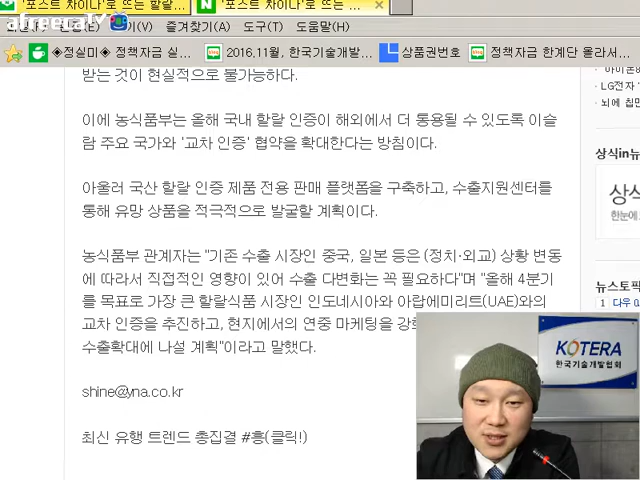 '포스트 차이나'로 뜨는 할랄...
'포스트 차이나'로 뜨는 ...
afreecaTV
즐겨찾기(A) 도구(T) 도움말(H)
◈정실미◈ 정책자금 실...
2016.11월, 한국기술개발...
상품권번호
정책자금 한계단 올라서...
받는 것이 현실적으로 불가능하다.
이에 농식품부는 올해 국내 할랄 인증이 해외에서 더 통용될 수 있도록 이슬
람 주요 국가와 '교차 인증' 협약을 확대한다는 방침이다.
아울러 국산 할랄 인증 제품 전용 판매 플랫폼을 구축하고, 수출지원센터를
통해 유망 상품을 적극적으로 발굴할 계획이다.
농식품부 관계자는 "기존 수출 시장인 중국, 일본 등은 (정치·외교) 상황 변동
에 따라서 직접적인 영향이 있어 수출 다변화는 꼭 필요하다"며 "올해 4분기
를 목표로 가장 큰 할랄식품 시장인 인도네시아와 아랍에미리트(UAE)와의
교차 인증을 추진하고, 현지에서의 연중 마케팅을 강화
수출확대에 나설 계획"이라고 말했다.
shine@yna.co.kr
최신 유행 트렌드 총집결 #흥(클릭!)
LG전자
뇌에 칩
상식in뉴
상식
한눈에
뉴스토픽
1 다우
KOTERA
한국기술개발협회